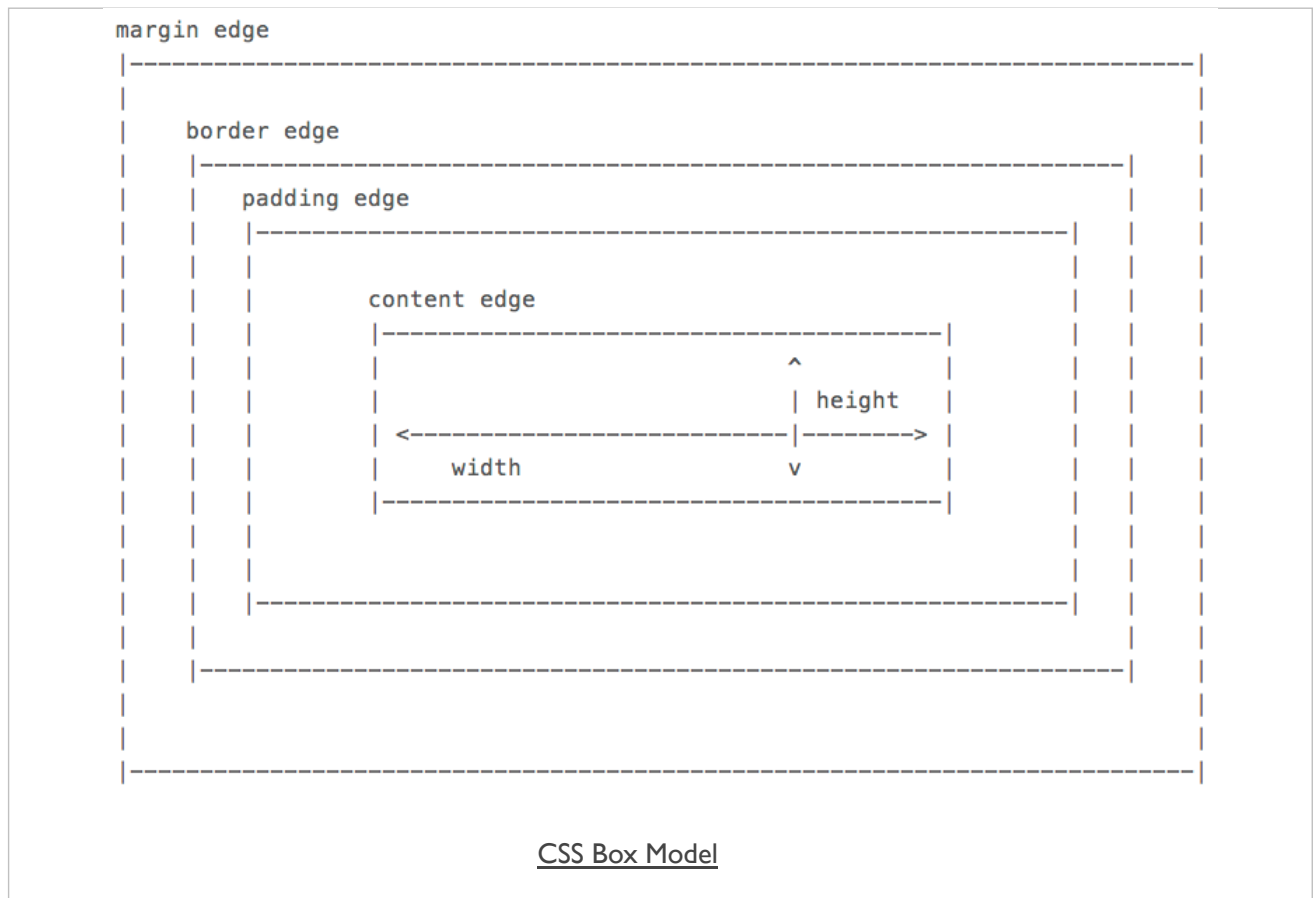 margin edge
|----------------------------------------------------------------------------|
|                                                                            |
|    border edge                                                             |
|    |------------------------------------------------------------------|    |
|    |   padding edge                                                   |    |
|    |   |----------------------------------------------------------|   |    |
|    |   |                                                          |   |    |
|    |   |        content edge                                      |   |    |
|    |   |        |----------------------------------------|        |   |    |
|    |   |        |                             ^          |        |   |    |
|    |   |        |                             | height   |        |   |    |
|    |   |        | <---------------------------|--------> |        |   |    |
|    |   |        |    width                    v          |        |   |    |
|    |   |        |----------------------------------------|        |   |    |
|    |   |                                                          |   |    |
|    |   |                                                          |   |    |
|    |   |----------------------------------------------------------|   |    |
|    |                                                                  |    |
|    |------------------------------------------------------------------|    |
|                                                                            |
|                                                                            |
|----------------------------------------------------------------------------|
CSS Box Model